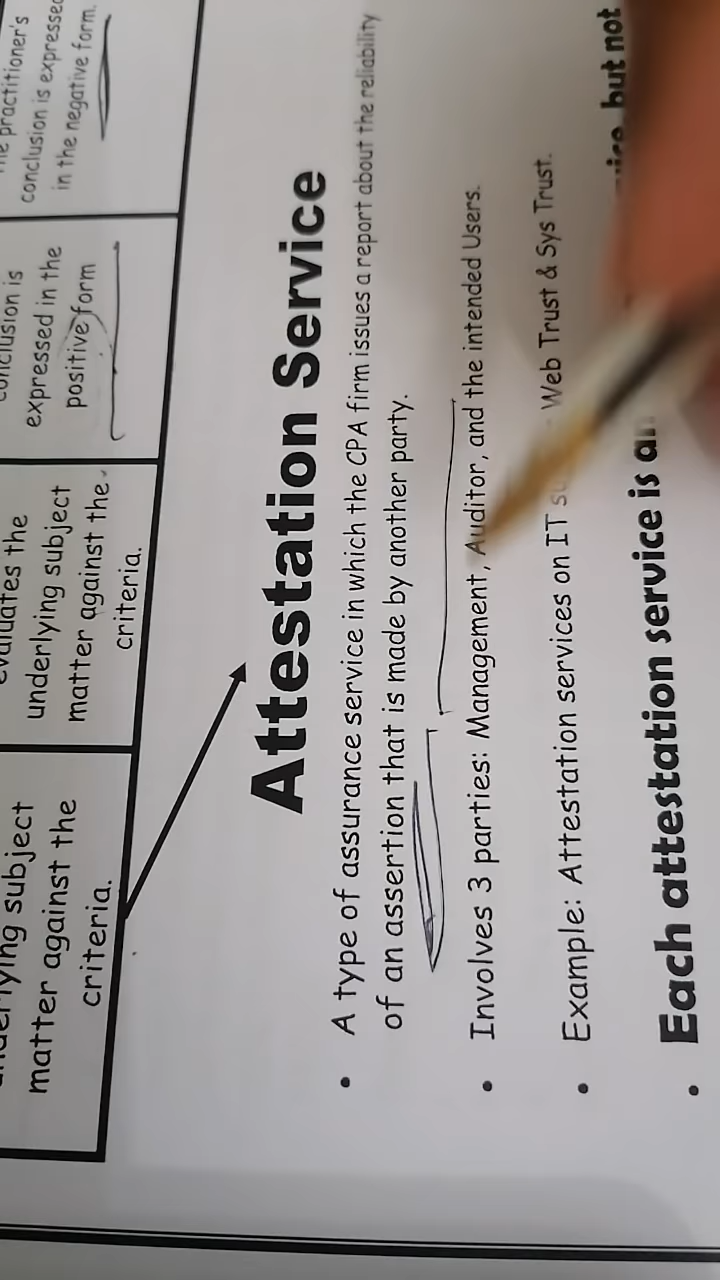 underlying subject
matter against the
criteria.
evaluates the
underlying subject
matter against the
criteria.
conclusion is
expressed in the
positive form
practitioner's
conclusion is expressed
in the negative form.
Attestation Service
• A type of assurance service in which the CPA firm issues a report about the reliability
of an assertion that is made by another party.
• Involves 3 parties: Management, Auditor, and the intended Users.
• Example: Attestation services on IT Web Trust & Sys Trust.
• Each attestation service is but not